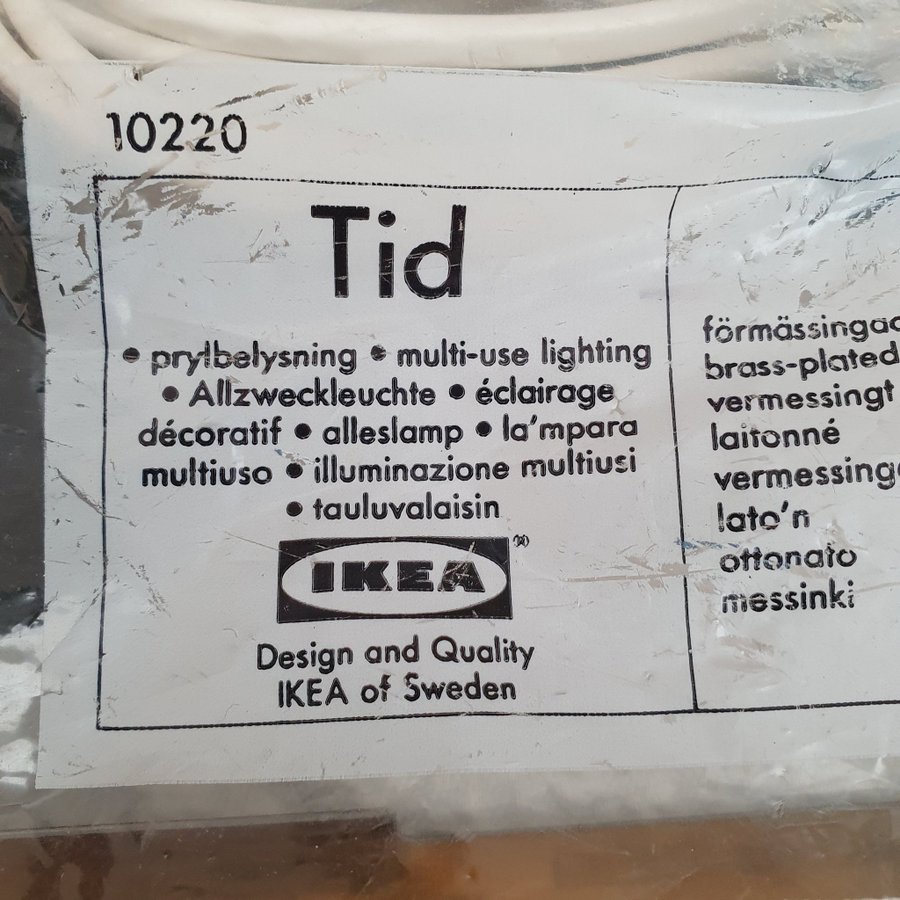 10220
Tid
• prylbelysning • multi-use lighting
• Allzweckleuchte • éclairage
décoratif • alleslamp • la'mpara
multiuso • illuminazione multiusi
• tauluvalaisin
IKEA®
Design and Quality
IKEA of Sweden
brass-plated
vermessingt
laitonné
lato'n
ottonato
messinki